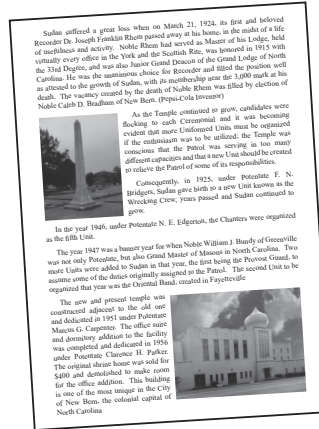 Sudan suffered a great loss when on March 21, 1924, its first and beloved
Recorder Dr. Joseph Franklin Rhem passed away at his home, in the midst of a life
of usefulness and activity. Noble Rhem had served as Master of his Lodge, held
virtually every office in the York and the Scottish Rite, was honored in 1915 with
the 33rd Degree, and was also Junior Grand Deacon of the Grand Lodge of North
Carolina. He was the unanimous choice for Recorder and filled the position well
as attested to the growth of Sudan, with its membership near the 3,000 mark at his
death. The vacancy created by the death of Noble Rhem was filled by election of
Noble Caleb D. Bradham of New Bern. (Pepsi-Cola Inventor)
As the Temple continued to grow, candidates were
flocking to each Ceremonial and it was becoming
evident that more Uniformed Units must be organized
if the enthusiasm was to be utilized; the Temple was
conscious that the Patrol was serving in too many
different capacities and that a new Unit should be created
to relieve the Patrol of some of its responsibilities.
Consequently, in 1925, under Potentate F. N.
Bridgers, Sudan gave birth to a new Unit known as the
Wrecking Crew, years passed and Sudan continued to
grow.
In the year 1946, under Potentate N. E. Edgerton, the Chanters were organized
as the fifth Unit.
The year 1947 was a banner year for when Noble William J. Bundy of Greenville
was not only Potentate, but also Grand Master of Masons in North Carolina. Two
more Units were added to Sudan in that year, the first being the Provost Guard, to
assume some of the duties originally assigned to the Patrol. The second Unit to be
organized that year was the Oriental Band, created in Fayetteville
The new and present temple was
constructed adjacent to the old one
and dedicated in 1951 under Potentate
Marcus G. Carpenter. The office suite
and dormitory addition to the facility
was completed and dedicated in 1956
under Potentate Clarence H. Parker.
The original shrine home was sold for
$400 and demolished to make room
for the office addition. This building
is one of the most unique in the City
of New Bern, the colonial capital of
North Carolina